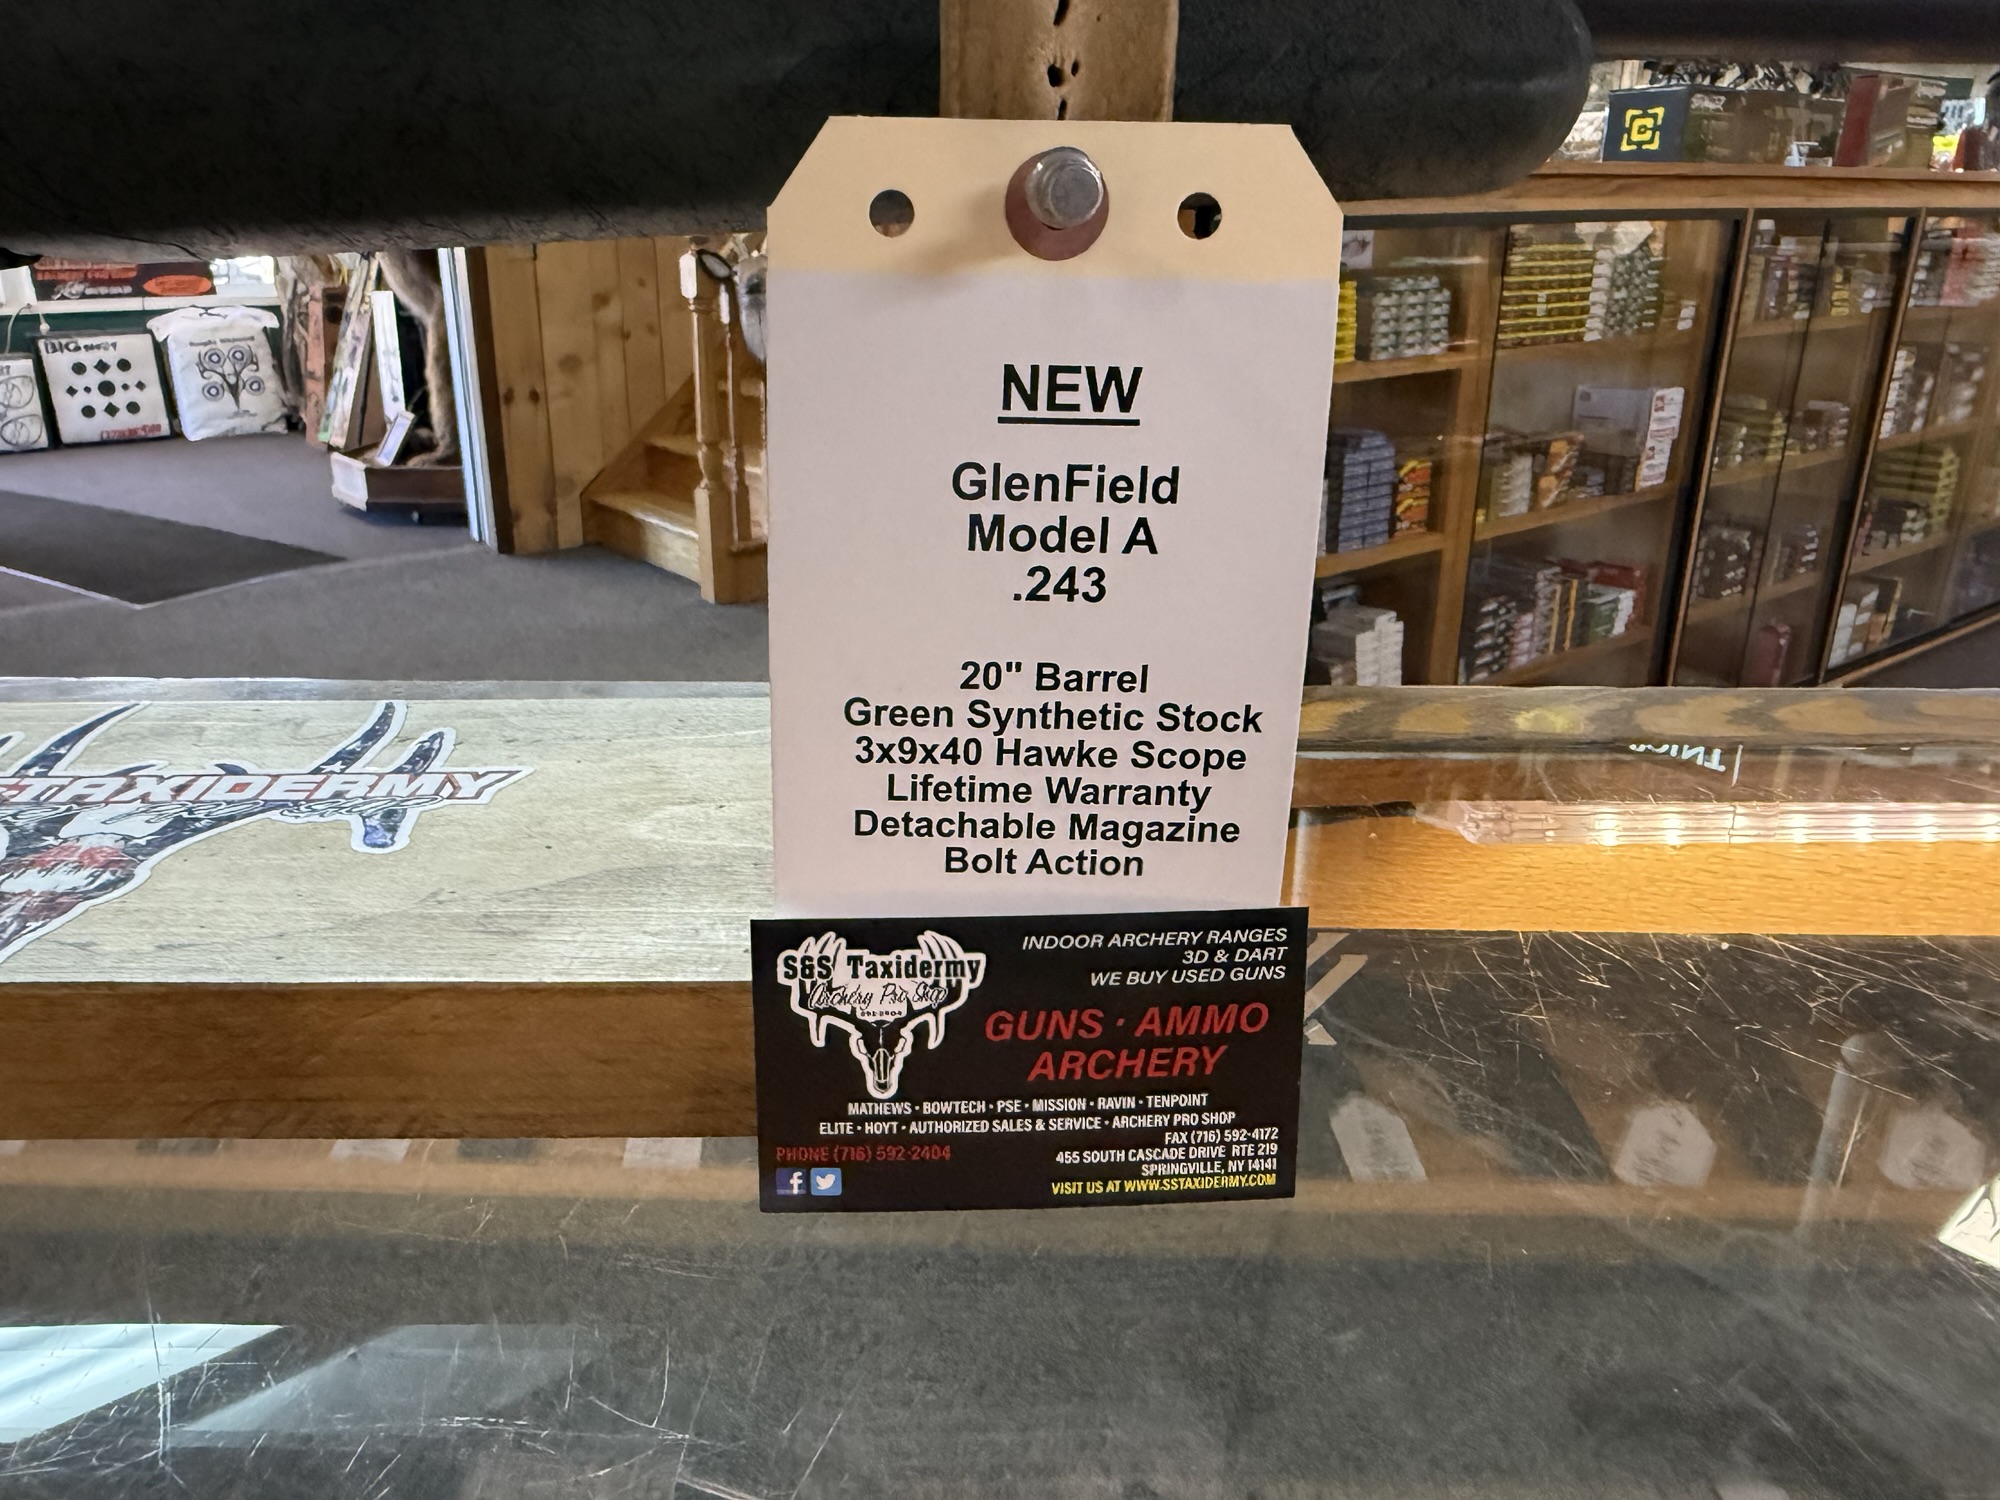 NEW
GlenField
Model A
.243
20" Barrel
Green Synthetic Stock
3x9x40 Hawke Scope
Lifetime Warranty
Detachable Magazine
Bolt Action
S&S Taxidermy
Archery Pro Shop
592-2404
INDOOR ARCHERY RANGES
3D & DART
WE BUY USED GUNS
GUNS · AMMO
ARCHERY
MATHEWS • BOWTECH • PSE • MISSION • RAVIN • TENPOINT
ELITE • HOYT • AUTHORIZED SALES & SERVICE • ARCHERY PRO SHOP
PHONE (716) 592-2404
FAX (716) 592-4172
455 SOUTH CASCADE DRIVE RTE 219
SPRINGVILLE, NY 14141
VISIT US AT WWW.SSTAXIDERMY.COM
TAXIDERMY
BIG